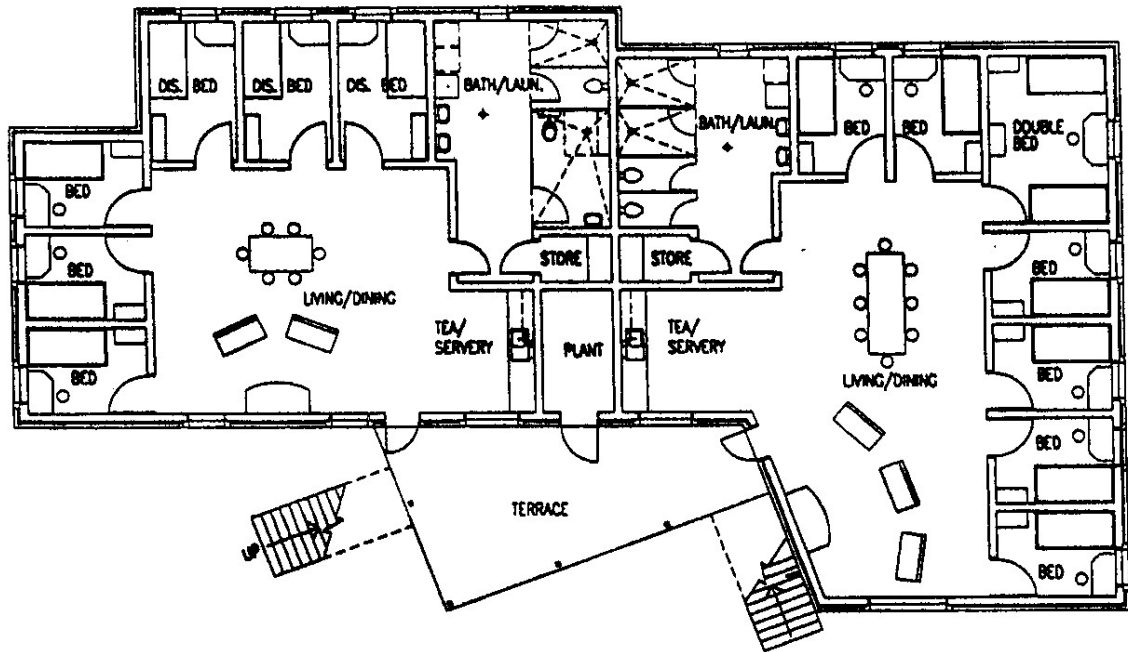 DIS. BED
DIS. BED
DIS. BED
BATH/LAUN.
BATH/LAUN.
BED
BED
DOUBLE
BED
BED
BED
BED
STORE
STORE
LIVING/DINING
TEA/
SERVERY
PLANT
TEA/
SERVERY
BED
BED
LIVING/DINING
BED
BED
TERRACE
UP